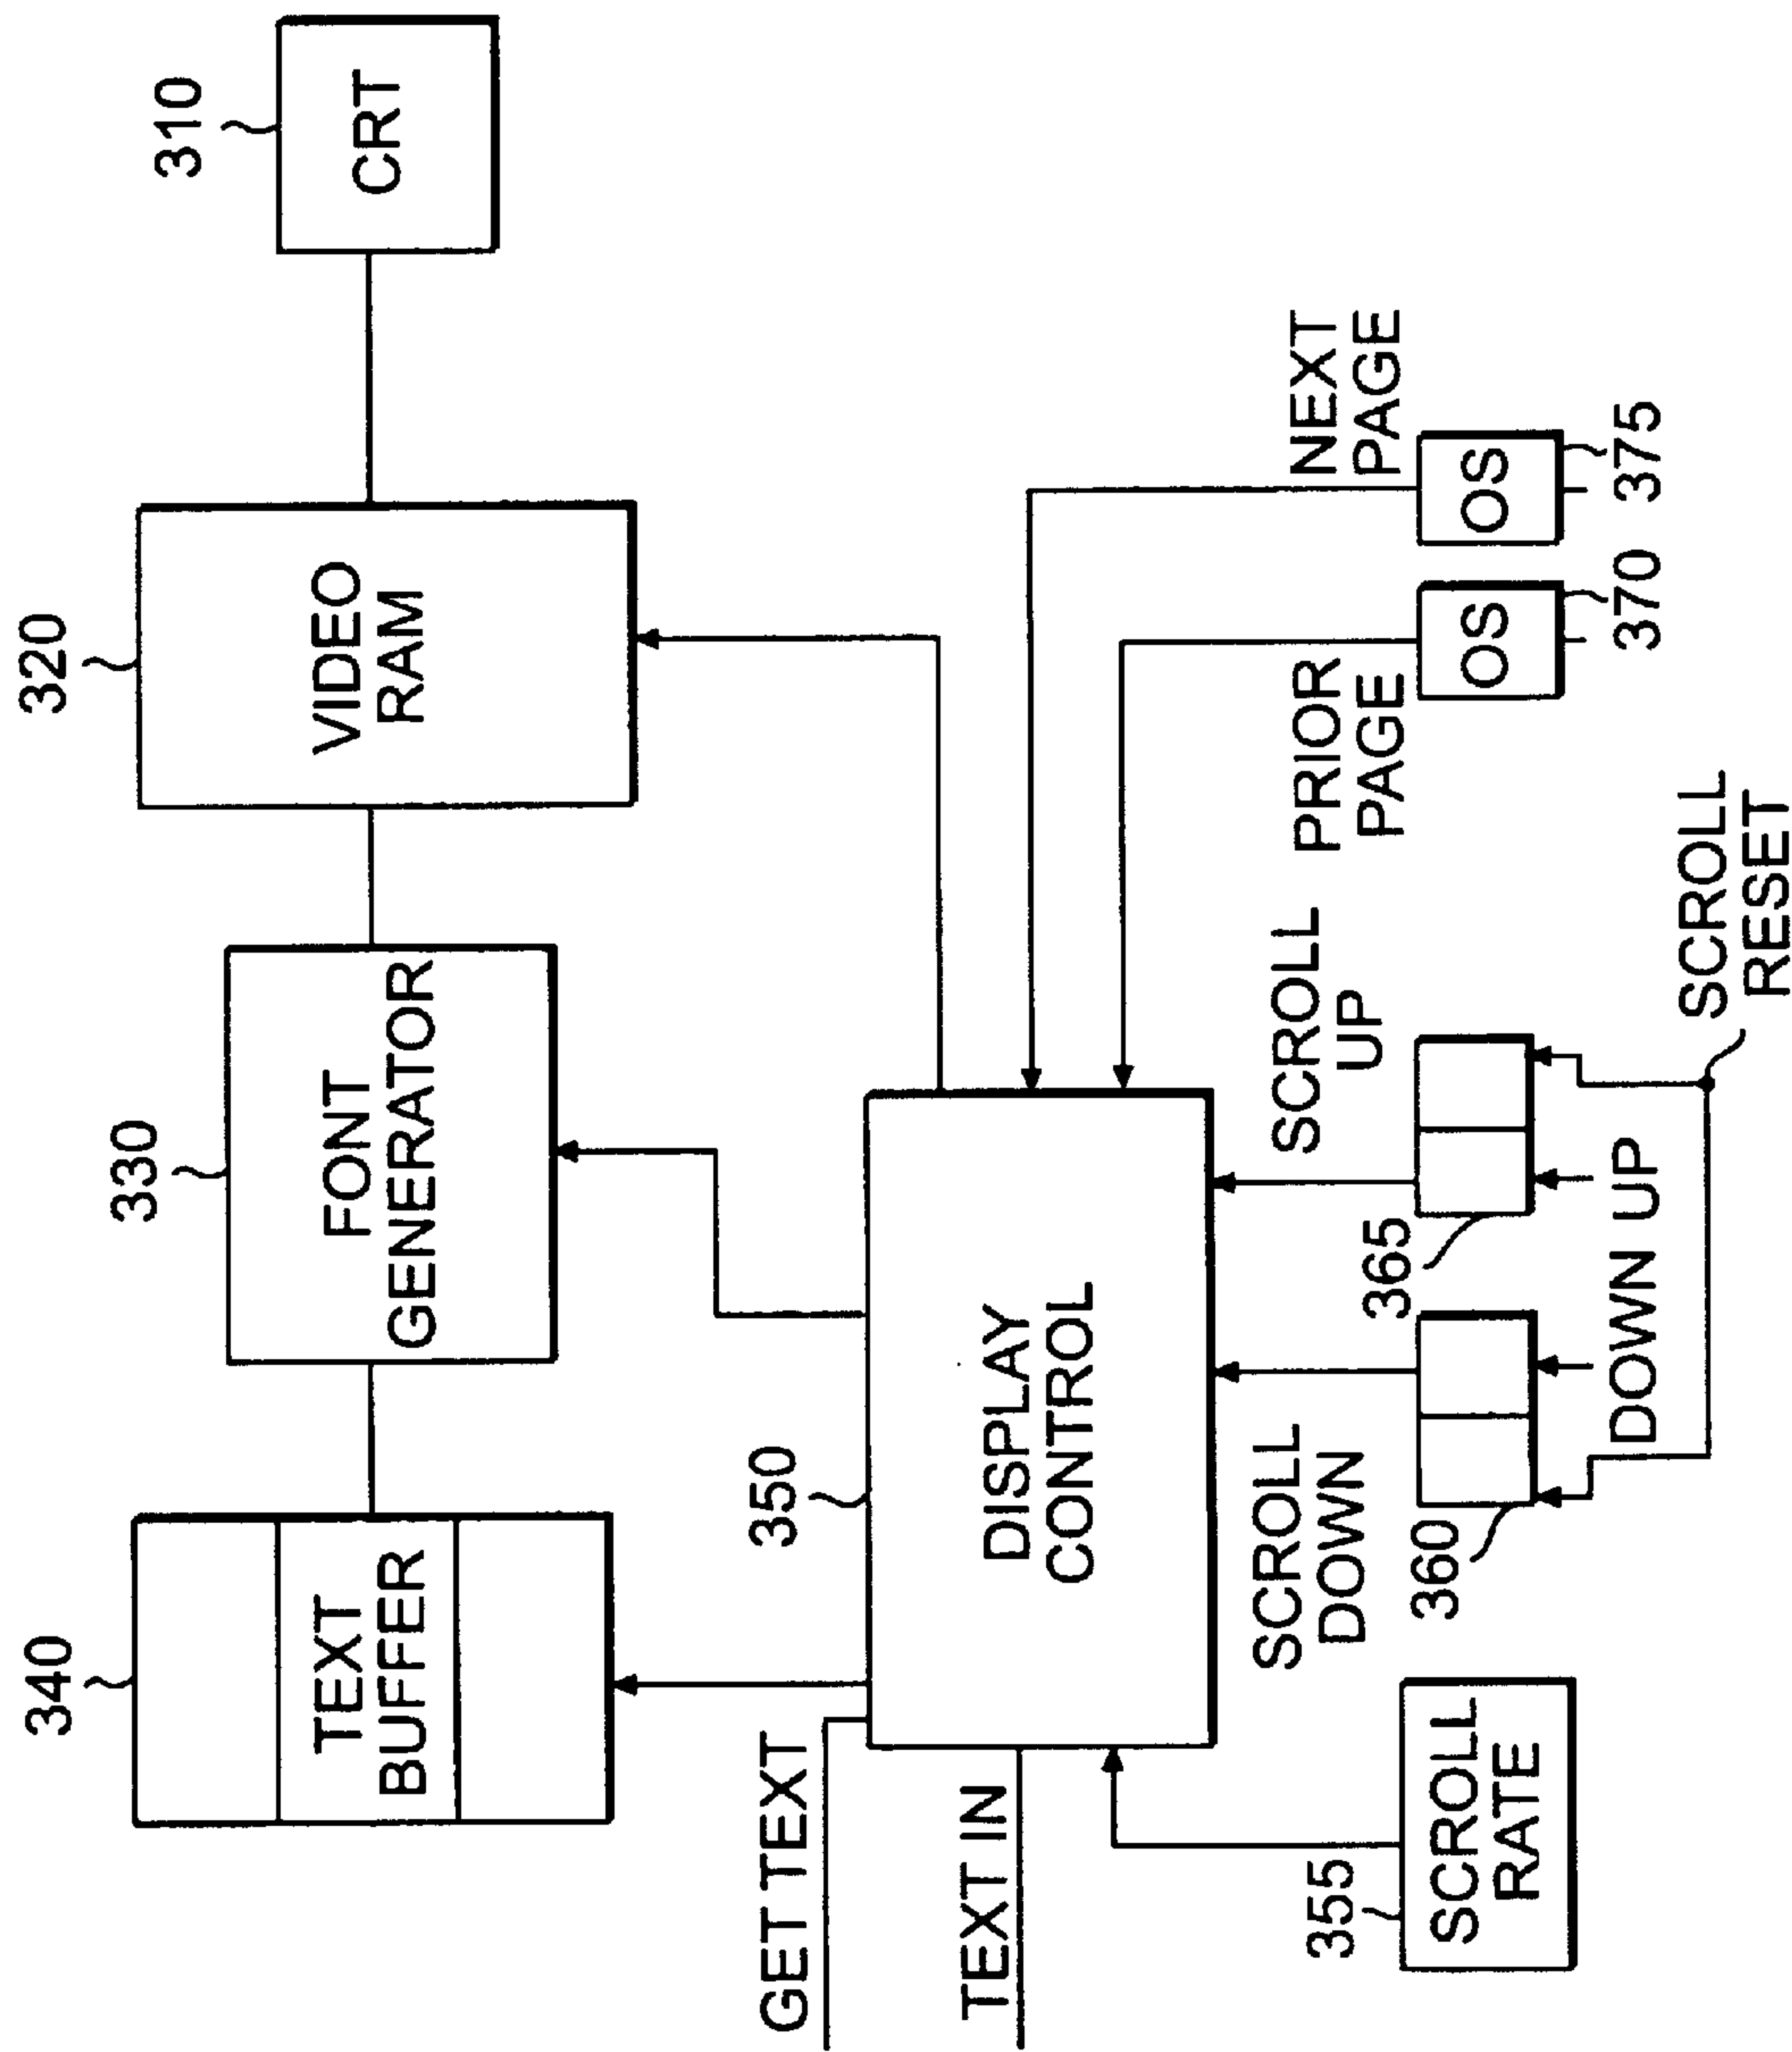 340
TEXT
BUFFER
330
FONT
GENERATOR
320
VIDEO
RAM
310
CRT
GET TEXT
TEXT IN
350
DISPLAY
CONTROL
355
SCROLL
RATE
SCROLL
DOWN
360
SCROLL
UP
365
DOWN UP
SCROLL
RESET
PRIOR
PAGE
OS
370
NEXT
PAGE
OS
375